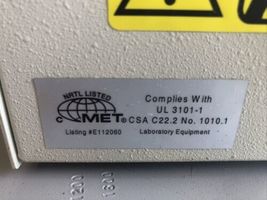 NRTL LISTED
Complies With
UL 3101-1
C MET® CSA C22.2 No. 1010.1
Listing #E112060
Laboratory Equipment
1200
1600